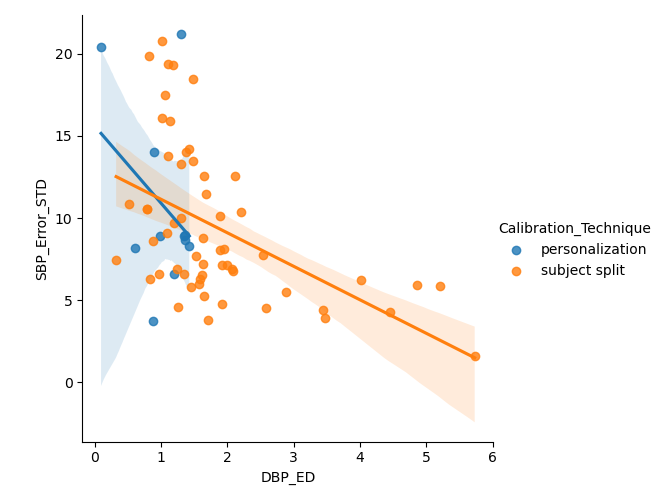 20
15
10
5
0
SBP_Error_STD
0 1 2 3 4 5 6
DBP_ED
Calibration_Technique
personalization
subject split